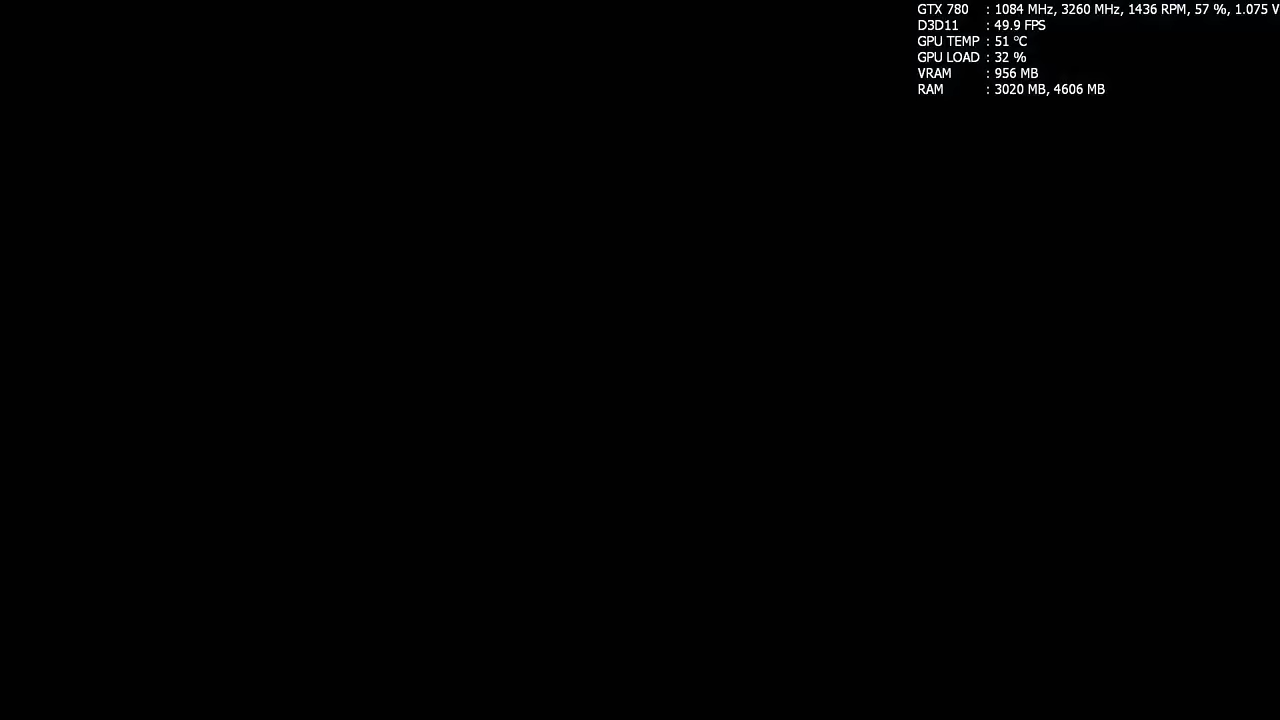 GTX 780 : 1084 MHz, 3260 MHz, 1436 RPM, 57 %, 1.075 V
D3D11 : 49.9 FPS
GPU TEMP : 51 °C
GPU LOAD : 32 %
VRAM : 956 MB
RAM : 3020 MB, 4606 MB